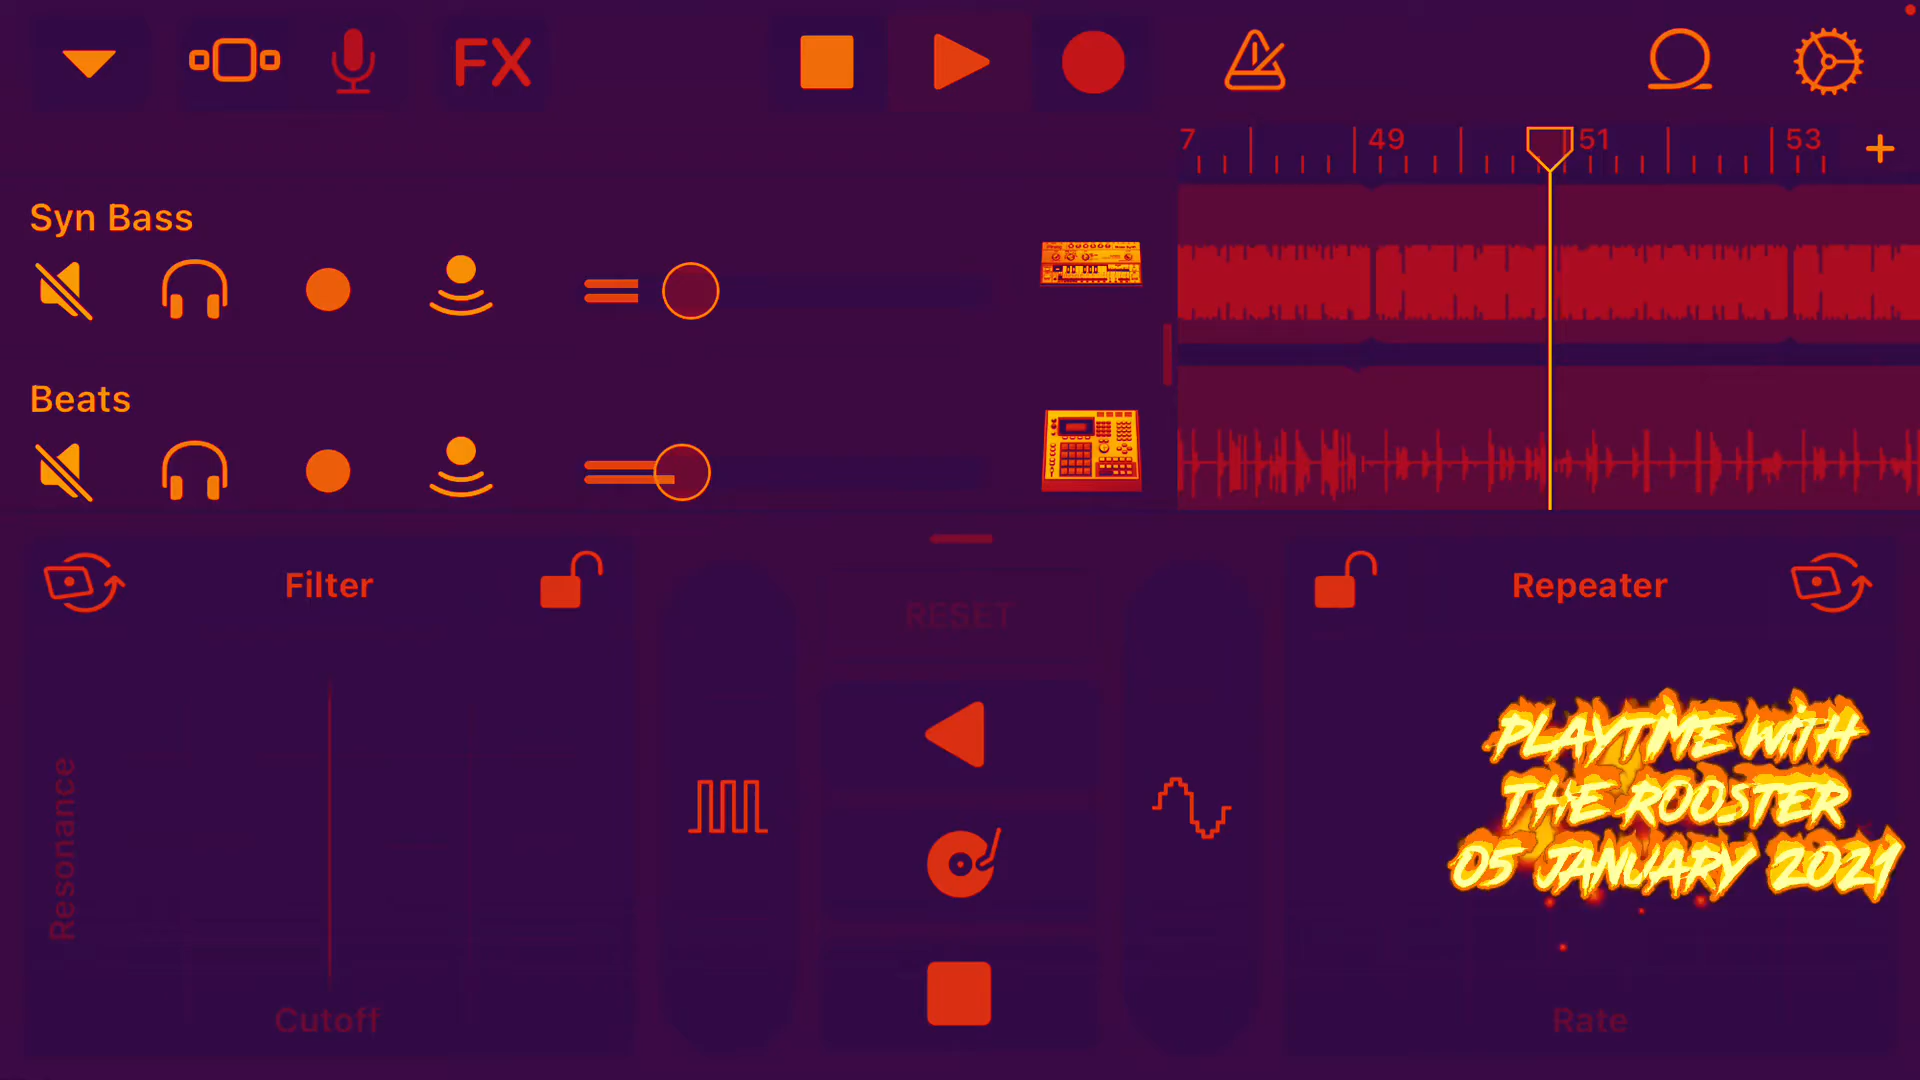 FX
7 49 51 53
Syn Bass
Beats
Filter
RESET
Repeater
Resonance
Cutoff
PLAYTIME WITH
THE ROOSTER
05 JANUARY 2021
Rate